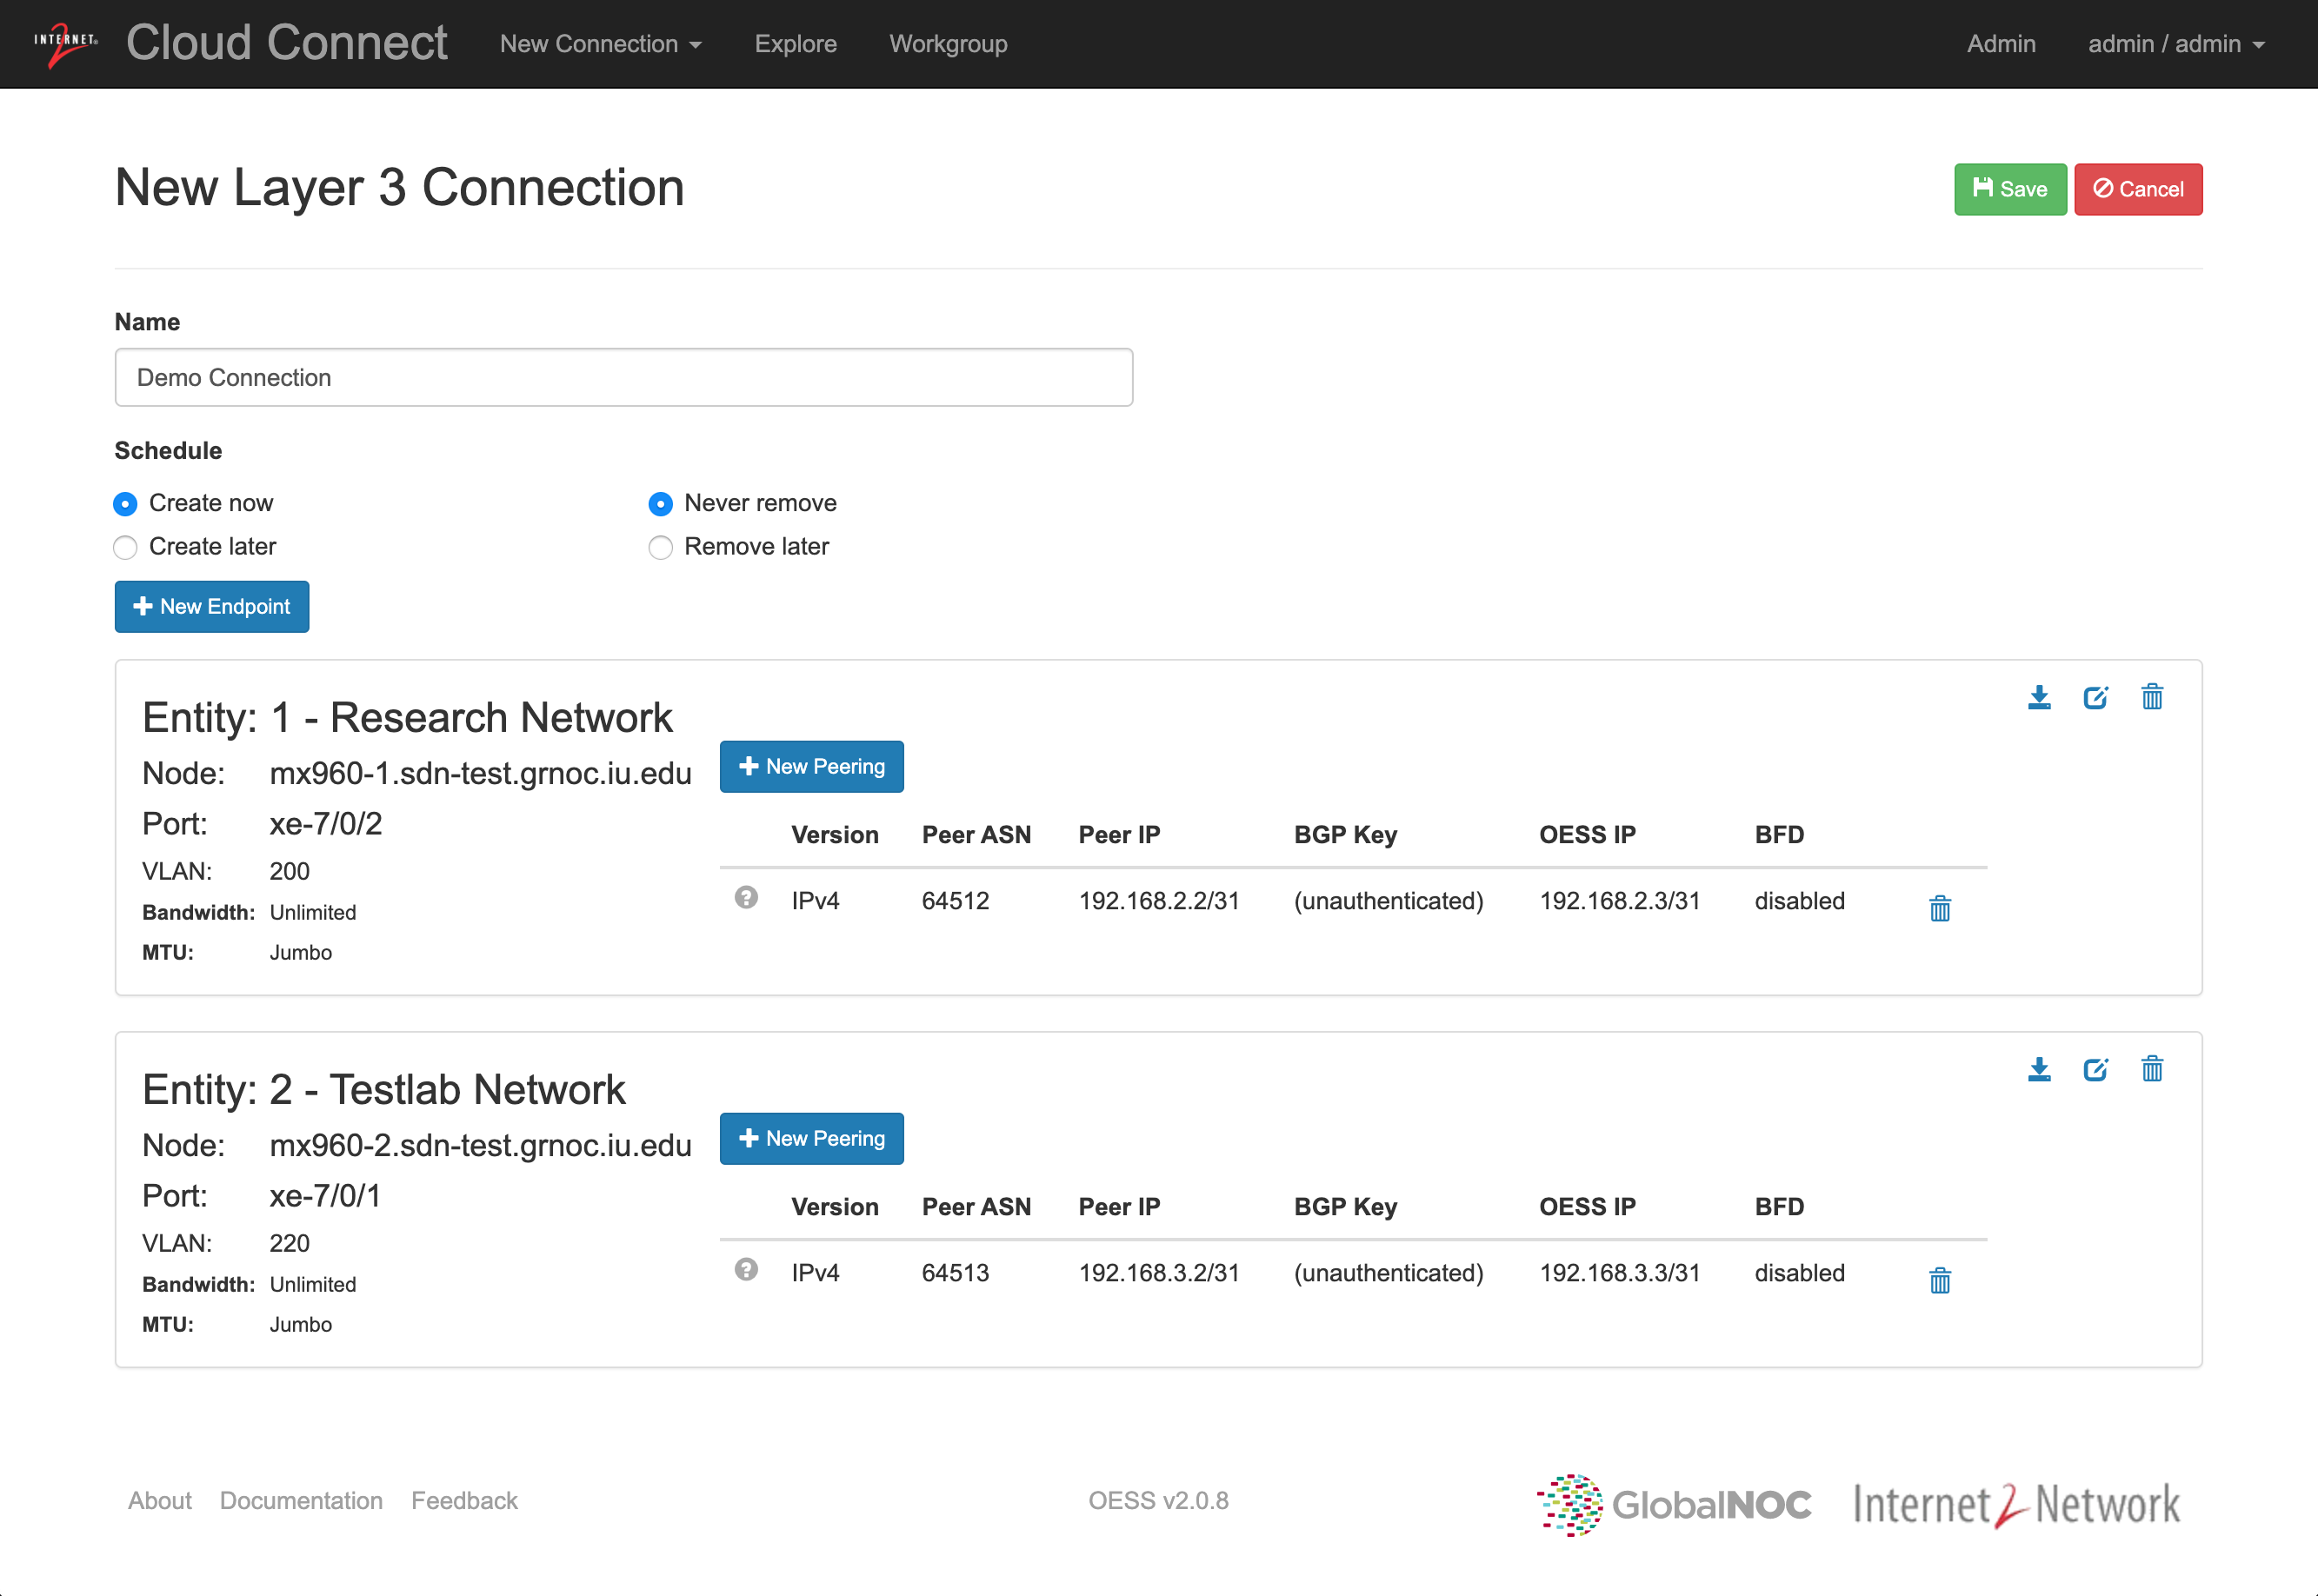 INTERNET 2 Cloud Connect New Connection Explore Workgroup Admin admin / admin
New Layer 3 Connection Save Cancel
Name
Demo Connection
Schedule
Create now Never remove
Create later Remove later
New Endpoint
Entity: 1 - Research Network
Node: mx960-1.sdn-test.grnoc.iu.edu New Peering
Port: xe-7/0/2 Version Peer ASN Peer IP BGP Key OESS IP BFD
VLAN: 200
IPv4 64512 192.168.2.2/31 (unauthenticated) 192.168.2.3/31 disabled
Bandwidth: Unlimited
MTU: Jumbo
Entity: 2 - Testlab Network
Node: mx960-2.sdn-test.grnoc.iu.edu New Peering
Port: xe-7/0/1 Version Peer ASN Peer IP BGP Key OESS IP BFD
VLAN: 220
IPv4 64513 192.168.3.2/31 (unauthenticated) 192.168.3.3/31 disabled
Bandwidth: Unlimited
MTU: Jumbo
About Documentation Feedback OESS v2.0.8 GlobalNOC Internet2 Network